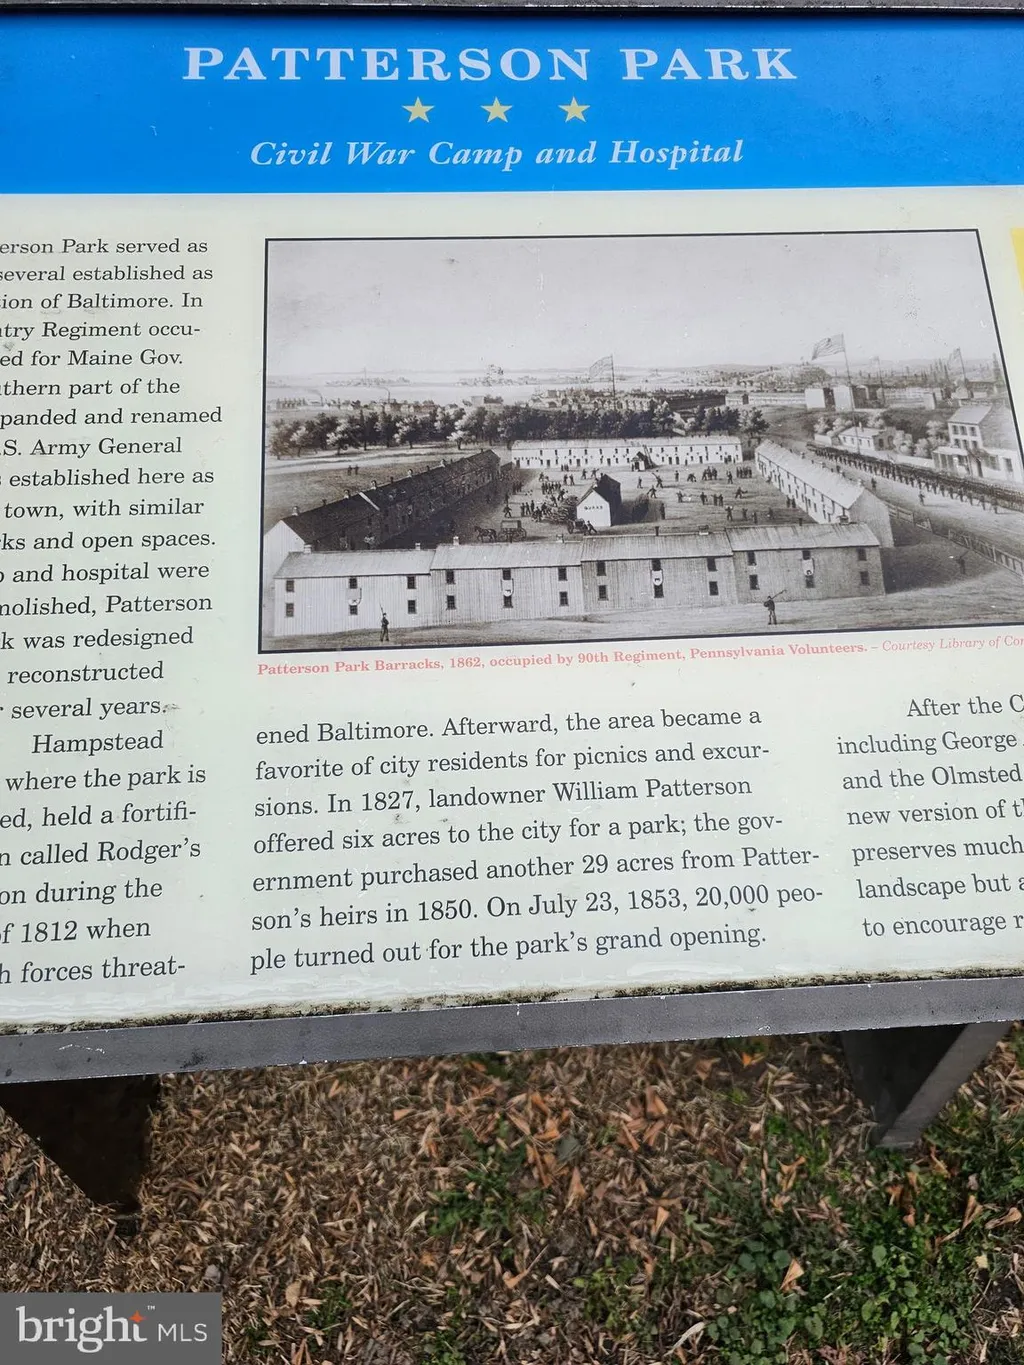 PATTERSON PARK
Civil War Camp and Hospital
erson Park served as
several established as
tion of Baltimore. In
ntry Regiment occu-
ed for Maine Gov.
uthern part of the
panded and renamed
.S. Army General
s established here as
town, with similar
ks and open spaces.
p and hospital were
molished, Patterson
k was redesigned
reconstructed
r several years.
Hampstead
where the park is
ed, held a fortifi-
n called Rodger's
on during the
of 1812 when
h forces threat-
Patterson Park Barracks, 1862, occupied by 90th Regiment, Pennsylvania Volunteers. – Courtesy Library of Con
ened Baltimore. Afterward, the area became a
favorite of city residents for picnics and excur-
sions. In 1827, landowner William Patterson
offered six acres to the city for a park; the gov-
ernment purchased another 29 acres from Patter-
son's heirs in 1850. On July 23, 1853, 20,000 peo-
ple turned out for the park's grand opening.
After the C
including George
and the Olmsted
new version of th
preserves much
landscape but a
to encourage r
bright™ MLS